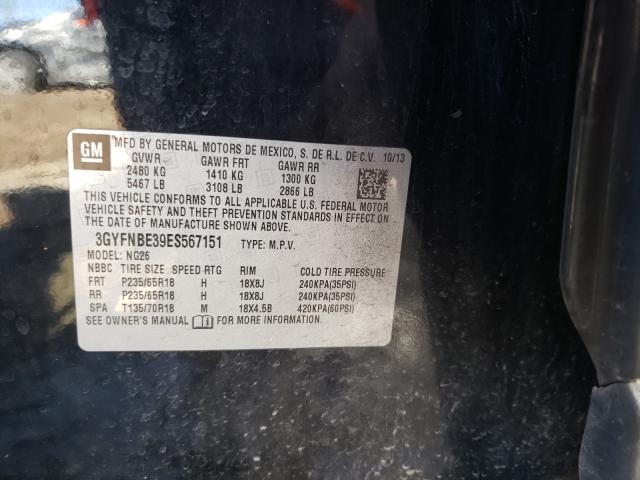 GM
MFD BY GENERAL MOTORS DE MEXICO, S. DE R.L. DE C.V. 10/13
GVWR GAWR FRT GAWR RR
2480 KG 1410 KG 1300 KG
5467 LB 3108 LB 2866 LB
THIS VEHICLE CONFORMS TO ALL APPLICABLE U.S. FEDERAL MOTOR
VEHICLE SAFETY AND THEFT PREVENTION STANDARDS IN EFFECT ON
THE DATE OF MANUFACTURE SHOWN ABOVE.
3GYFNBE39ES567151 TYPE: M.P.V.
MODEL: NG26
NBBC TIRE SIZE SPEED RTG RIM COLD TIRE PRESSURE
FRT P235/65R18 H 18X8J 240KPA(35PSI)
RR P235/65R18 H 18X8J 240KPA(35PSI)
SPA T135/70R18 M 18X4.5B 420KPA(60PSI)
SEE OWNER'S MANUAL FOR MORE INFORMATION.